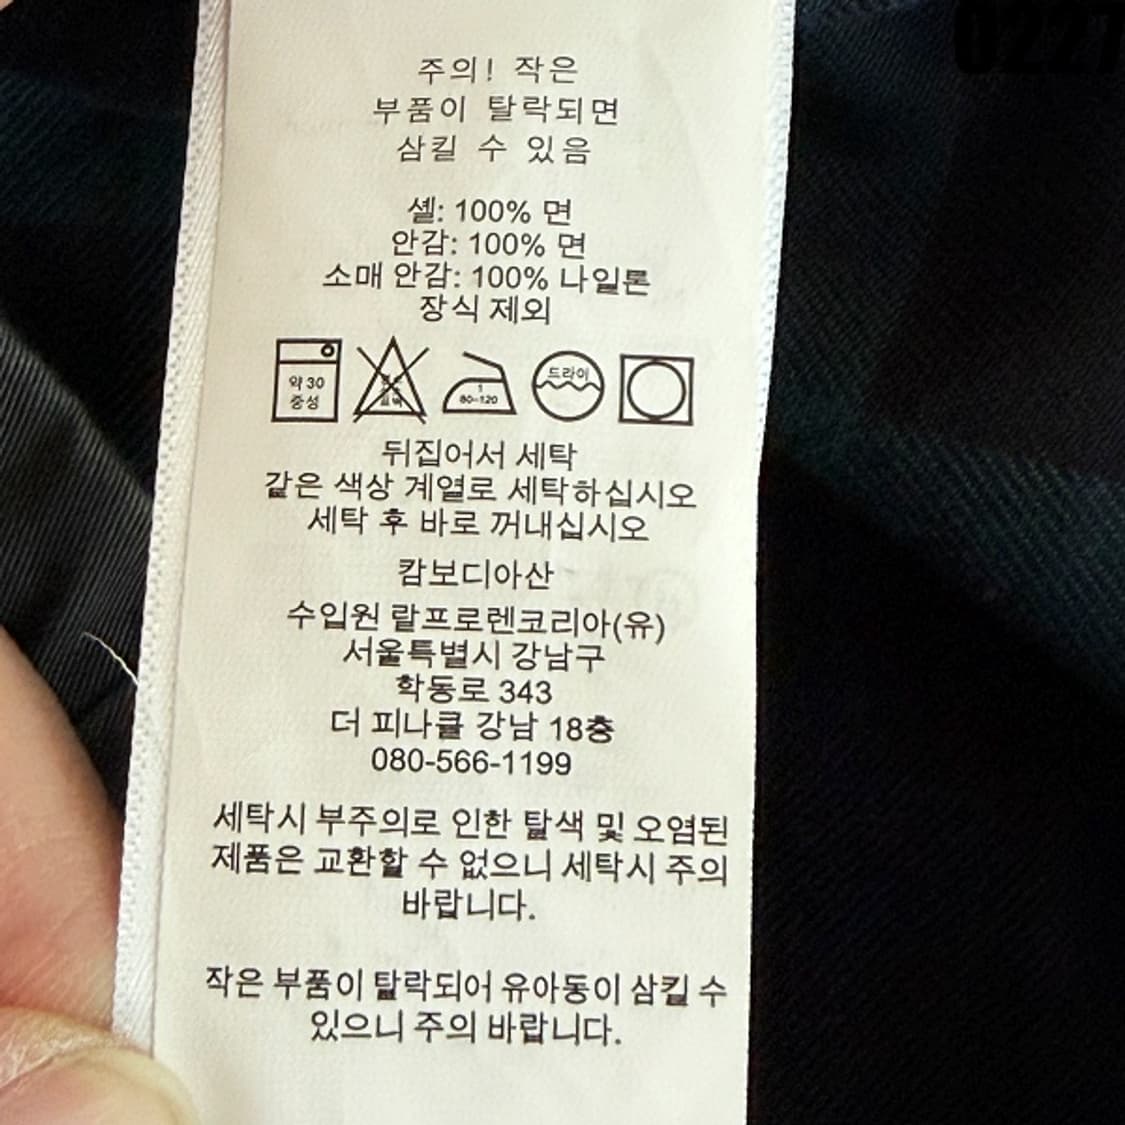 0227
주의! 작은
부품이 탈락되면
삼킬 수 있음
셸: 100% 면
안감: 100% 면
소매 안감: 100% 나일론
장식 제외
약 30
중성
1
80~120
드라이
뒤집어서 세탁
같은 색상 계열로 세탁하십시오
세탁 후 바로 꺼내십시오
캄보디아산
수입원 랄프로렌코리아(유)
서울특별시 강남구
학동로 343
더 피나클 강남 18층
080-566-1199
세탁시 부주의로 인한 탈색 및 오염된
제품은 교환할 수 없으니 세탁시 주의
바랍니다.
작은 부품이 탈락되어 유아동이 삼킬 수
있으니 주의 바랍니다.